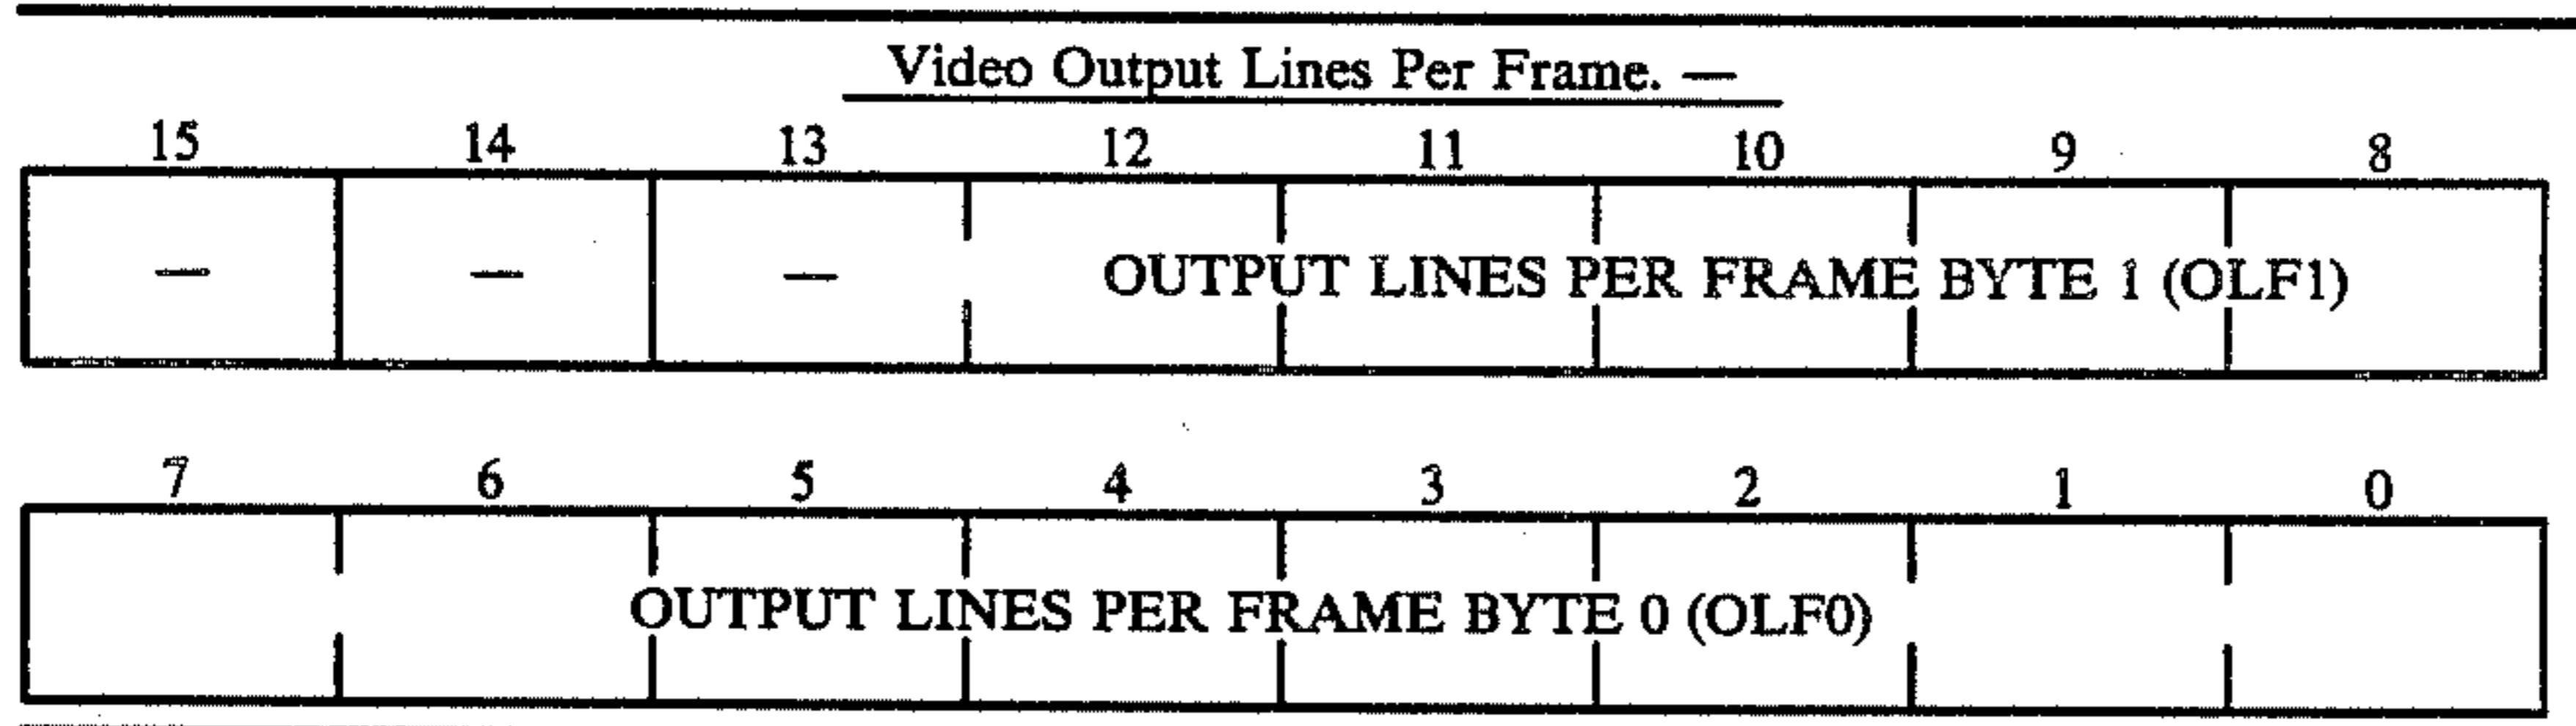 Video Output Lines Per Frame. —
15 14 13 12 11 10 9 8
— — — OUTPUT LINES PER FRAME BYTE 1 (OLF1)
7 6 5 4 3 2 1 0
OUTPUT LINES PER FRAME BYTE 0 (OLF0)